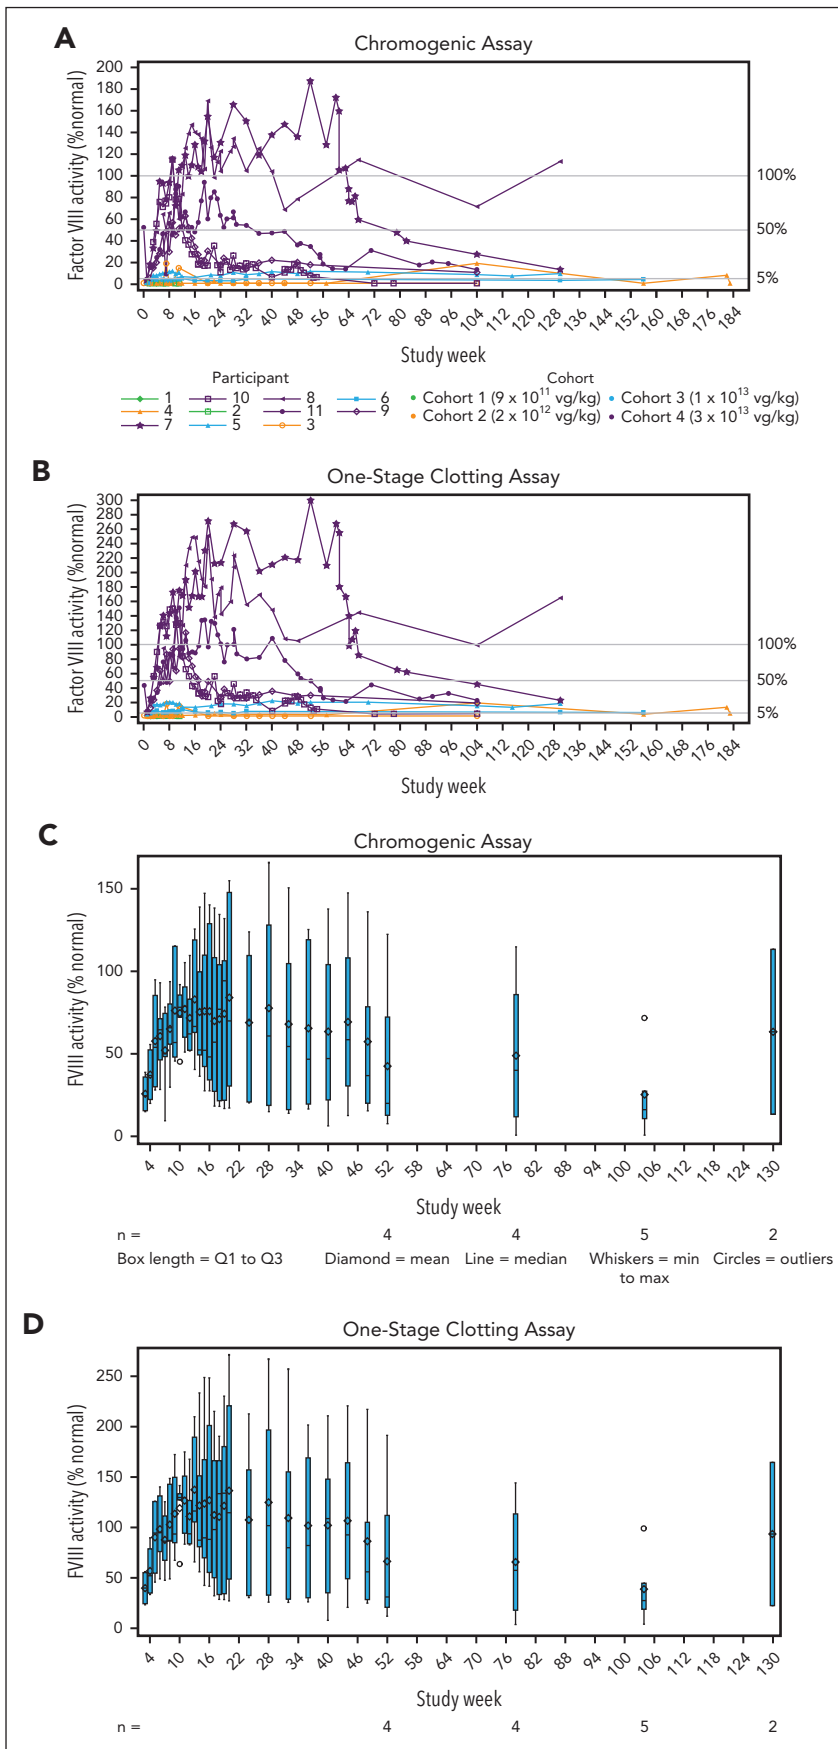 A
Chromogenic Assay
Factor VIII activity (%normal)
200
180
160
140
120
100
80
60
40
20
0
100%
50%
5%
0 8 16 24 32 40 48 56 64 72 80 88 96 104 112 120 128 136 144 152 160 168 176 184
Study week
Participant
Cohort
1 10 8 6
4 2 11 9
7 5 3
Cohort 1 (9 x 10¹¹ vg/kg) Cohort 3 (1 x 10¹³ vg/kg)
Cohort 2 (2 x 10¹² vg/kg) Cohort 4 (3 x 10¹³ vg/kg)
B
One-Stage Clotting Assay
Factor VIII activity (%normal)
300
280
260
240
220
200
180
160
140
120
100
80
60
40
20
0
100%
50%
5%
0 8 16 24 32 40 48 56 64 72 80 88 96 104 112 120 128 136 144 152 160 168 176 184
Study week
C
Chromogenic Assay
FVIII activity (% normal)
150
100
50
0
4 10 16 22 28 34 40 46 52 58 64 70 76 82 88 94 100 106 112 118 124 130
Study week
n = 4 4 5 2
Box length = Q1 to Q3 Diamond = mean Line = median Whiskers = min to max Circles = outliers
D
One-Stage Clotting Assay
FVIII activity (% normal)
250
200
150
100
50
0
4 10 16 22 28 34 40 46 52 58 64 70 76 82 88 94 100 106 112 118 124 130
Study week
n = 4 4 5 2